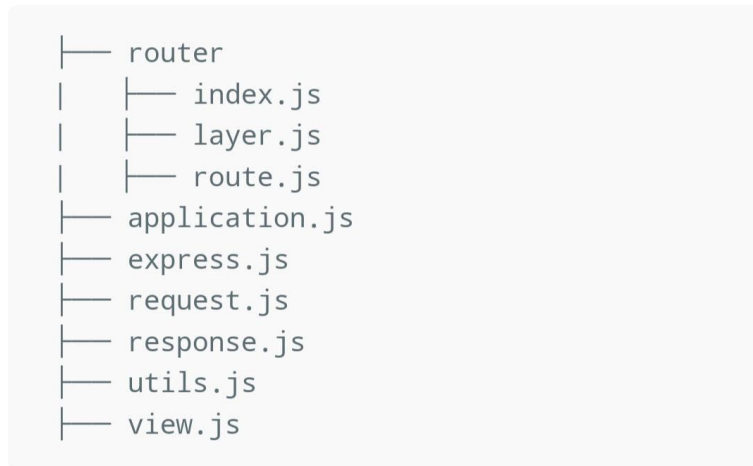 ├── router
|   ├── index.js
|   ├── layer.js
|   ├── route.js
├── application.js
├── express.js
├── request.js
├── response.js
├── utils.js
├── view.js